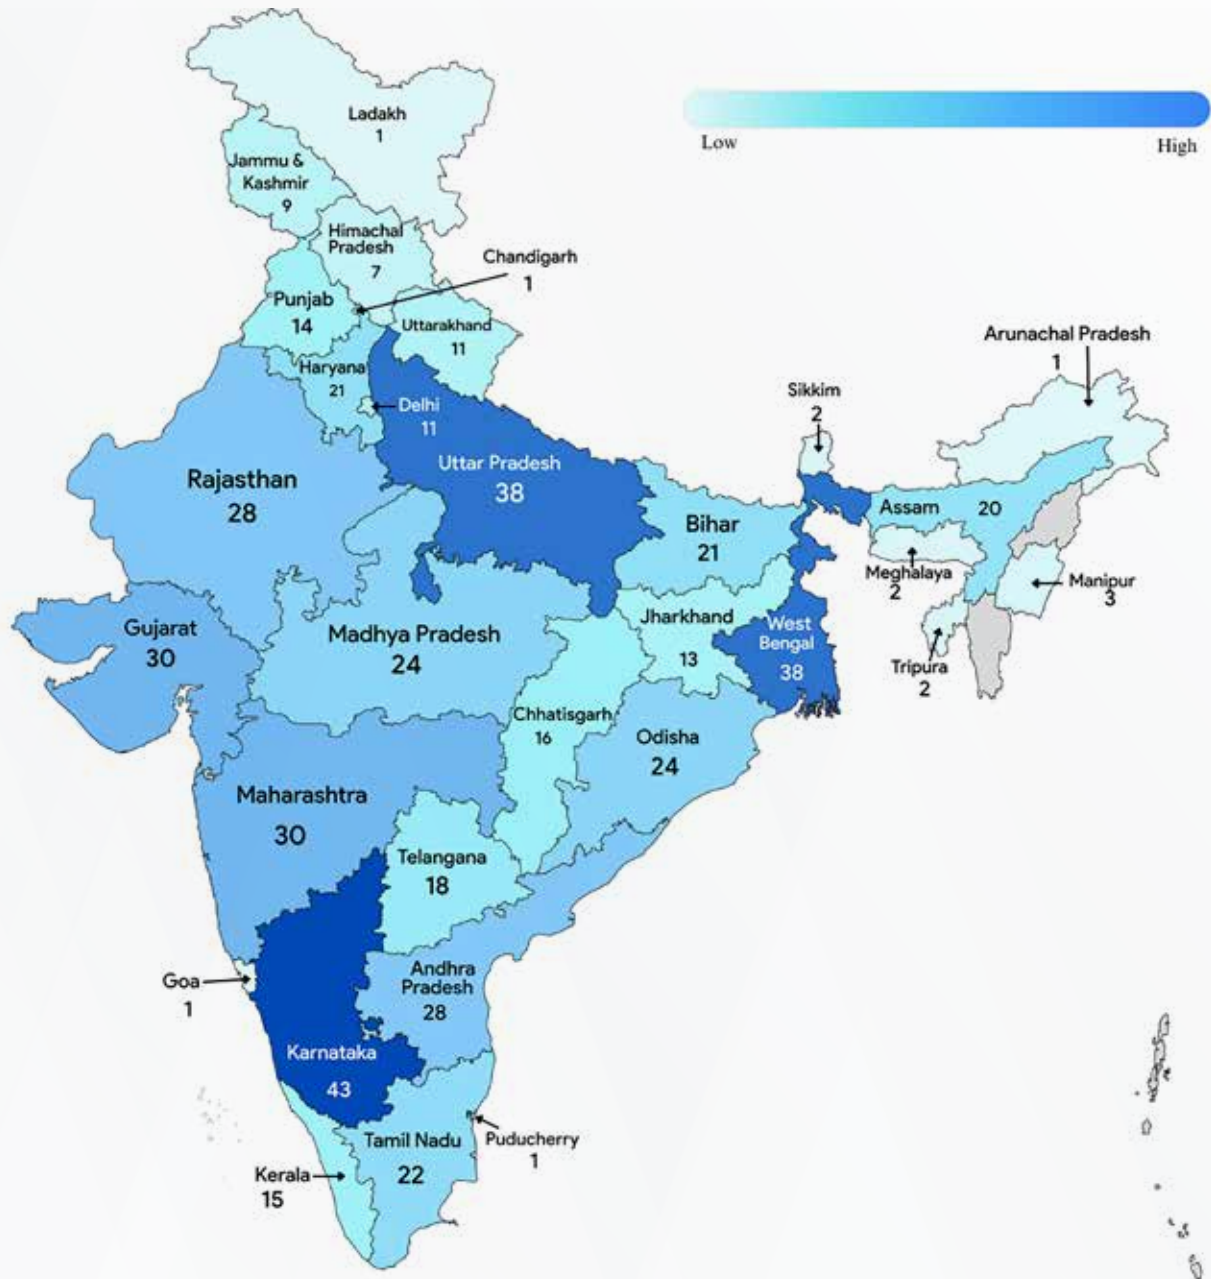 Ladakh
1
Low
High
Jammu &
Kashmir
9
Himachal
Pradesh
7
Chandigarh
1
Punjab
14
Uttarakhand
11
Arunachal Pradesh
1
Haryana
21
Sikkim
2
Delhi
11
Uttar Pradesh
38
Rajasthan
28
Assam 20
Bihar
21
Meghalaya
2
Manipur
3
Jharkhand
13
West
Bengal
38
Gujarat
30
Madhya Pradesh
24
Tripura
2
Chhatisgarh
16
Odisha
24
Maharashtra
30
Telangana
18
Andhra
Pradesh
28
Goa
1
Karnataka
43
Tamil Nadu
22
Puducherry
1
Kerala
15